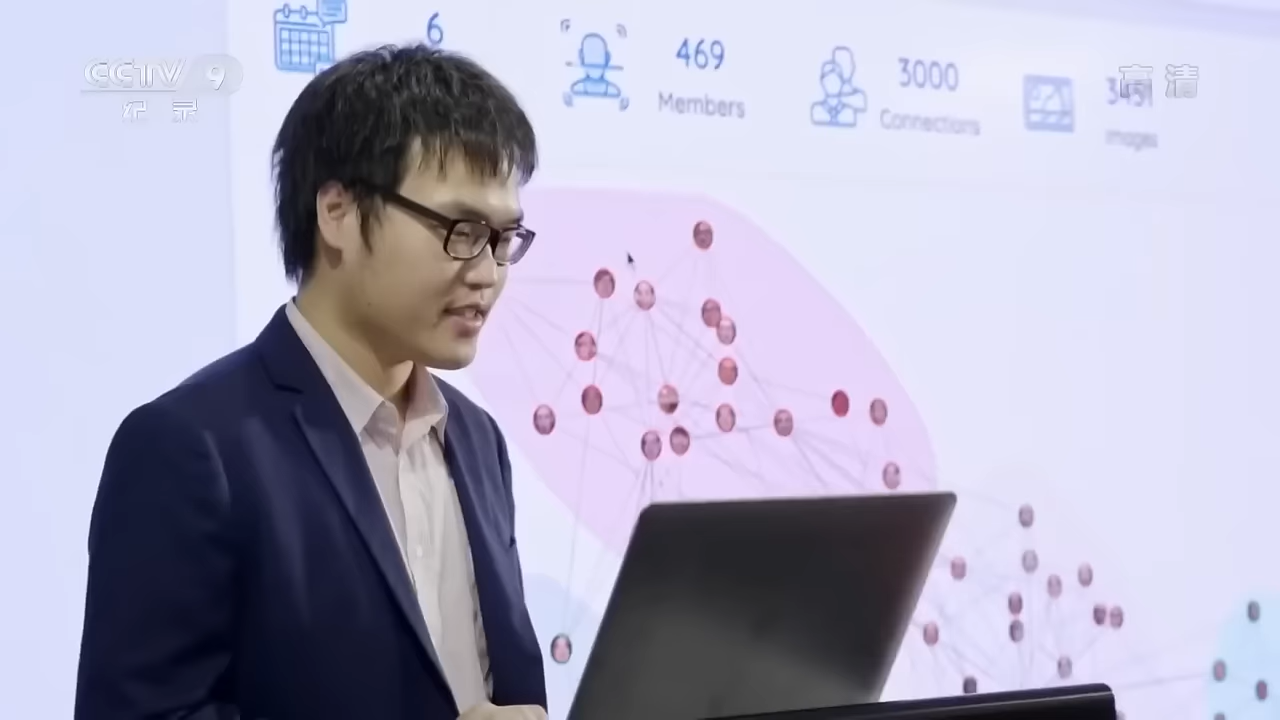 CCTV 9
纪 录
高 清
6
469
Members
3000
Connections
images